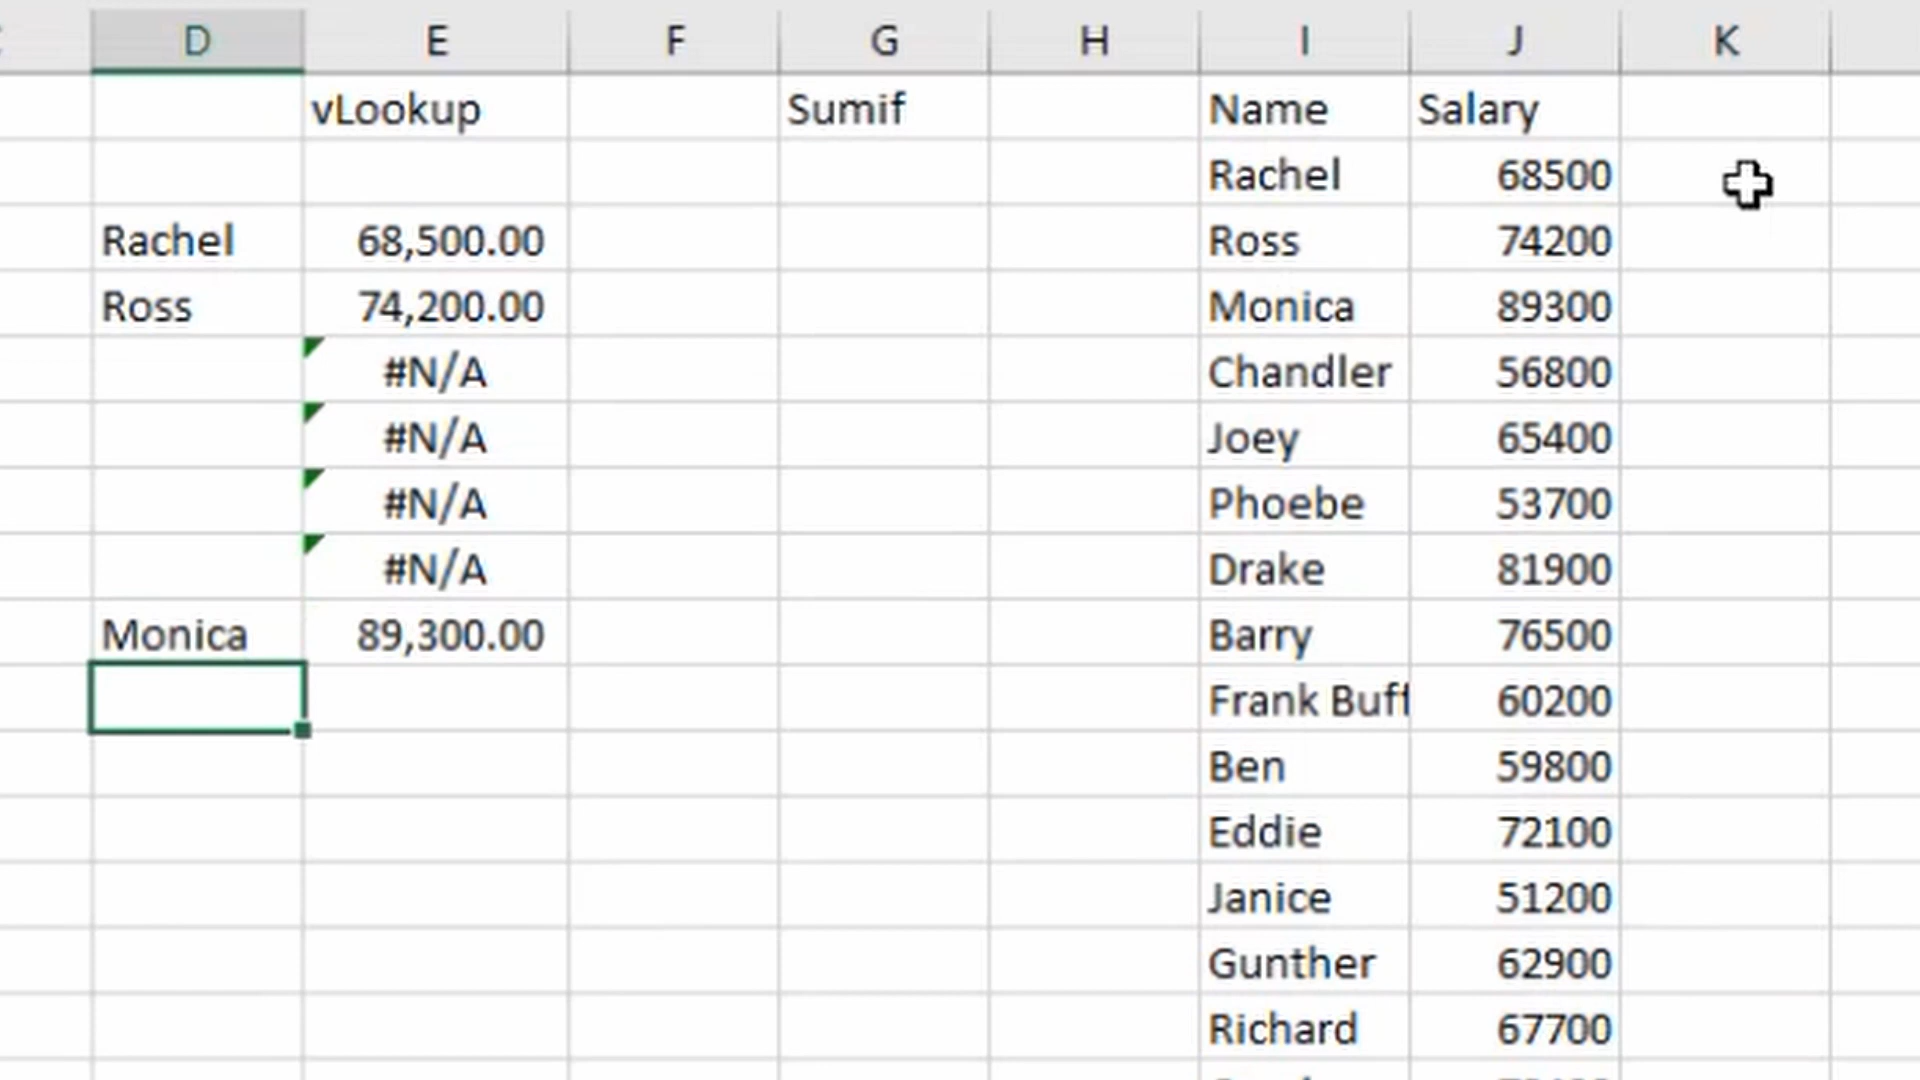 D E F G H I J K
vLookup Sumif Name Salary
Rachel 68500
Rachel 68,500.00 Ross 74200
Ross 74,200.00 Monica 89300
#N/A Chandler 56800
#N/A Joey 65400
#N/A Phoebe 53700
#N/A Drake 81900
Monica 89,300.00 Barry 76500
Frank Buff 60200
Ben 59800
Eddie 72100
Janice 51200
Gunther 62900
Richard 67700